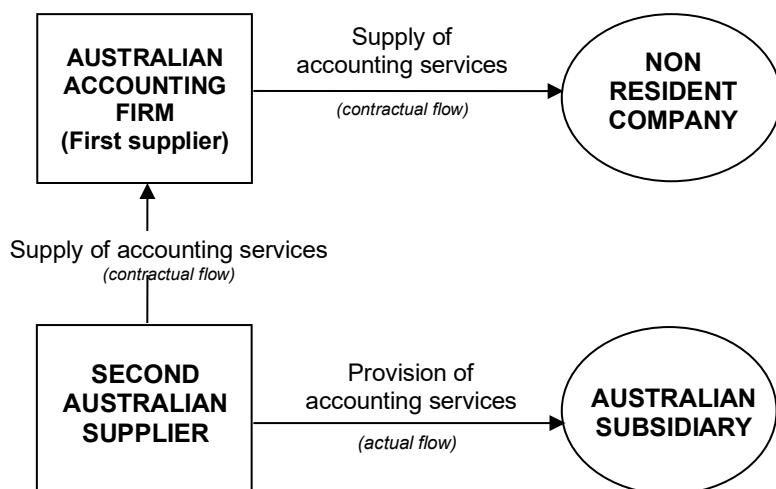 AUSTRALIAN
ACCOUNTING
FIRM
(First supplier)
Supply of
accounting services
(contractual flow)
NON
RESIDENT
COMPANY
Supply of accounting services
(contractual flow)
SECOND
AUSTRALIAN
SUPPLIER
Provision of
accounting services
(actual flow)
AUSTRALIAN
SUBSIDIARY